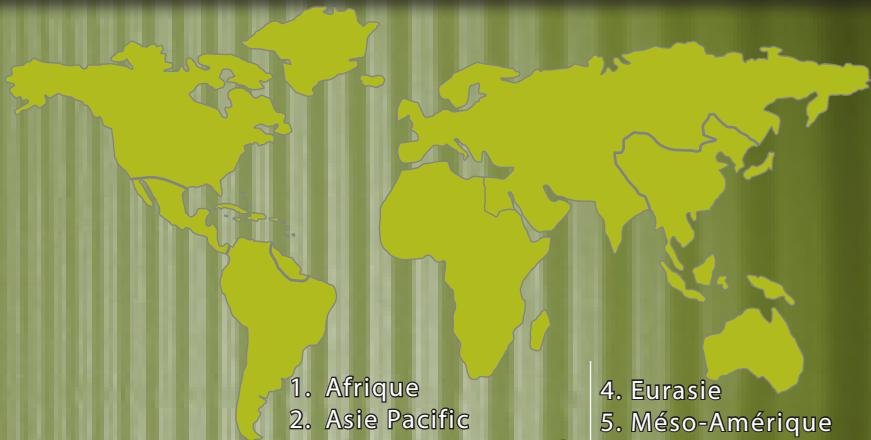 1. Afrique
2. Asie Pacific
4. Eurasie
5. Méso-Amérique